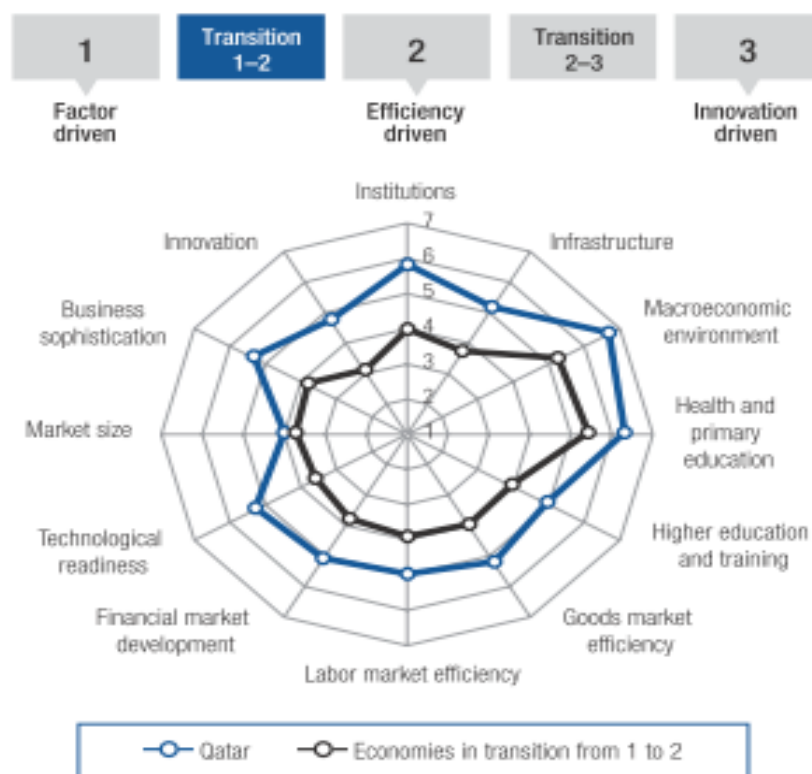 1
Transition
1–2
2
Transition
2–3
3
Factor
driven
Efficiency
driven
Innovation
driven
Institutions
Infrastructure
Macroeconomic
environment
Health and
primary
education
Higher education
and training
Goods market
efficiency
Labor market efficiency
Financial market
development
Technological
readiness
Market size
Business
sophistication
Innovation
7
6
5
4
3
2
1
Qatar
Economies in transition from 1 to 2